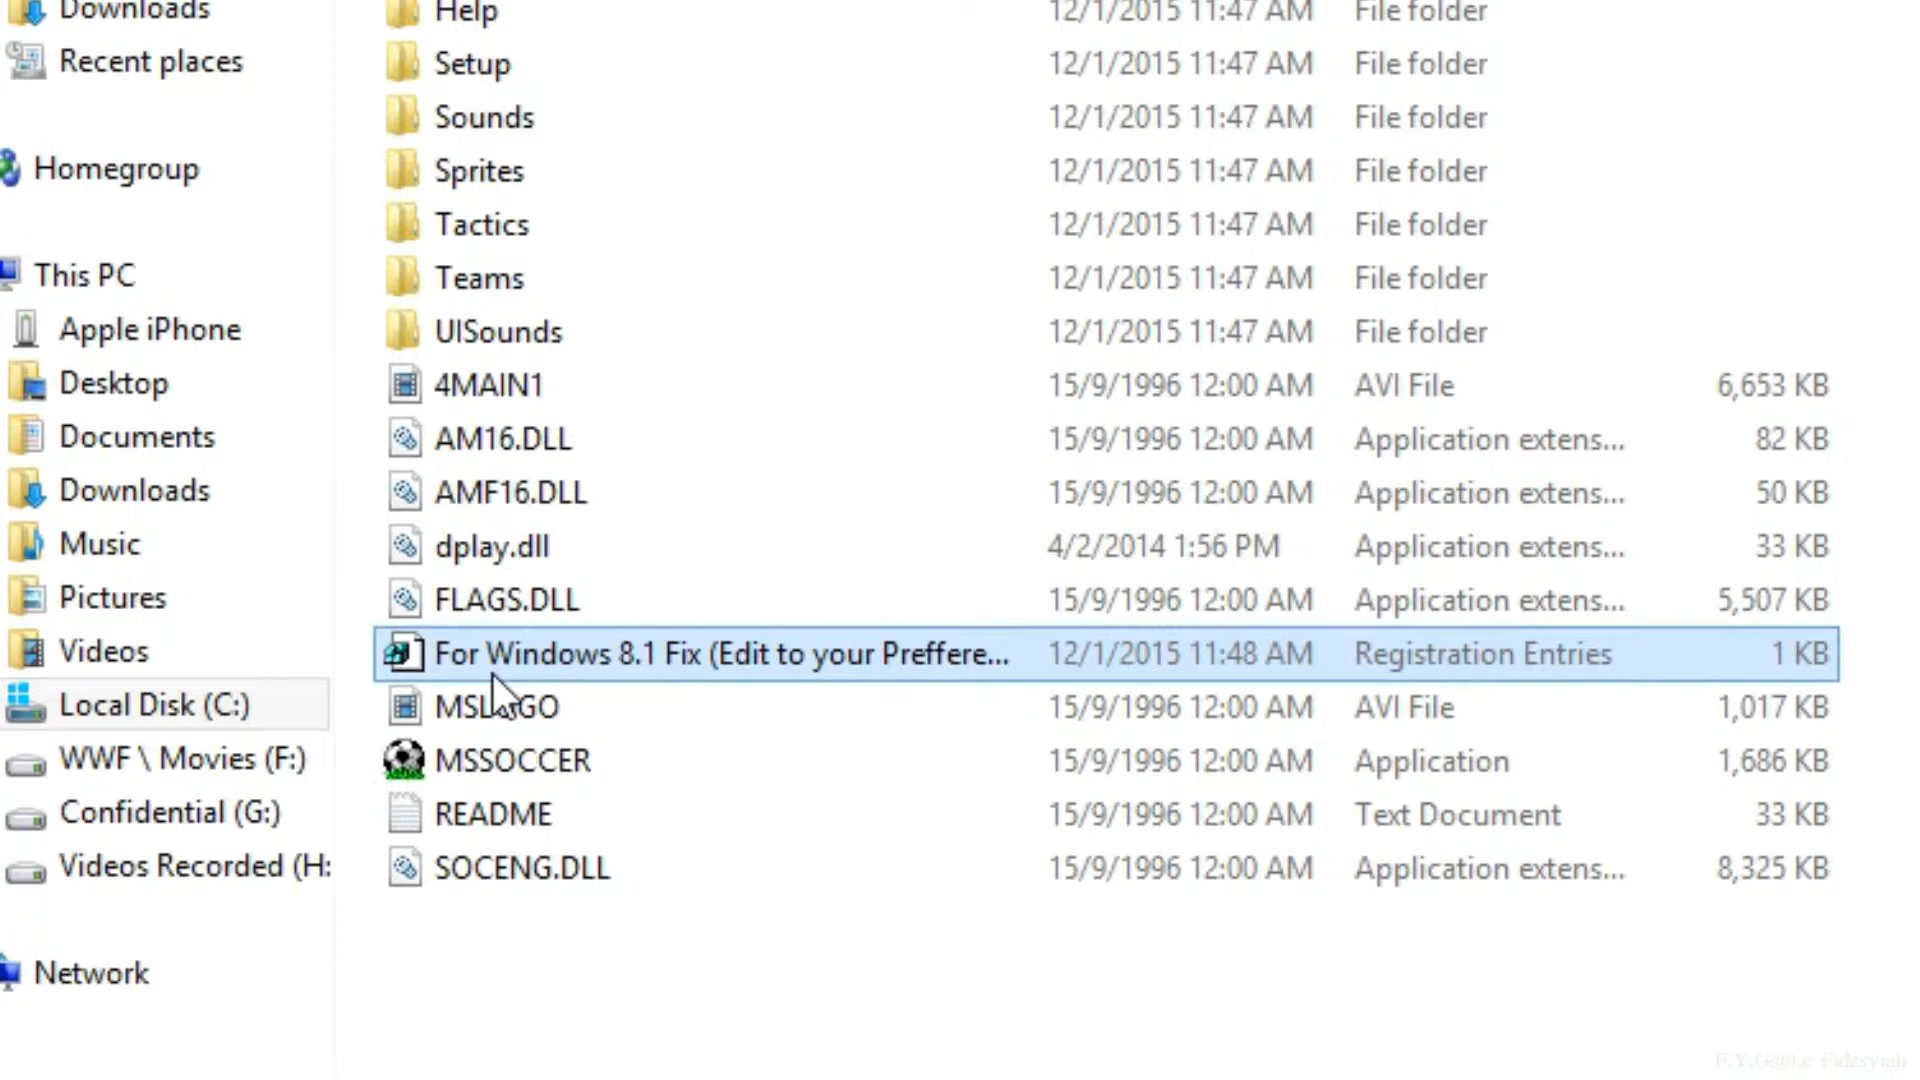 Downloads
Recent places
Homegroup
This PC
Apple iPhone
Desktop
Documents
Downloads
Music
Pictures
Videos
Local Disk (C:)
WWF \ Movies (F:)
Confidential (G:)
Videos Recorded (H:
Network
Help 12/1/2015 11:47 AM File folder
Setup 12/1/2015 11:47 AM File folder
Sounds 12/1/2015 11:47 AM File folder
Sprites 12/1/2015 11:47 AM File folder
Tactics 12/1/2015 11:47 AM File folder
Teams 12/1/2015 11:47 AM File folder
UISounds 12/1/2015 11:47 AM File folder
4MAIN1 15/9/1996 12:00 AM AVI File 6,653 KB
AM16.DLL 15/9/1996 12:00 AM Application extens... 82 KB
AMF16.DLL 15/9/1996 12:00 AM Application extens... 50 KB
dplay.dll 4/2/2014 1:56 PM Application extens... 33 KB
FLAGS.DLL 15/9/1996 12:00 AM Application extens... 5,507 KB
For Windows 8.1 Fix (Edit to your Preffere... 12/1/2015 11:48 AM Registration Entries 1 KB
MSLOGO 15/9/1996 12:00 AM AVI File 1,017 KB
MSSOCCER 15/9/1996 12:00 AM Application 1,686 KB
README 15/9/1996 12:00 AM Text Document 33 KB
SOCENG.DLL 15/9/1996 12:00 AM Application extens... 8,325 KB